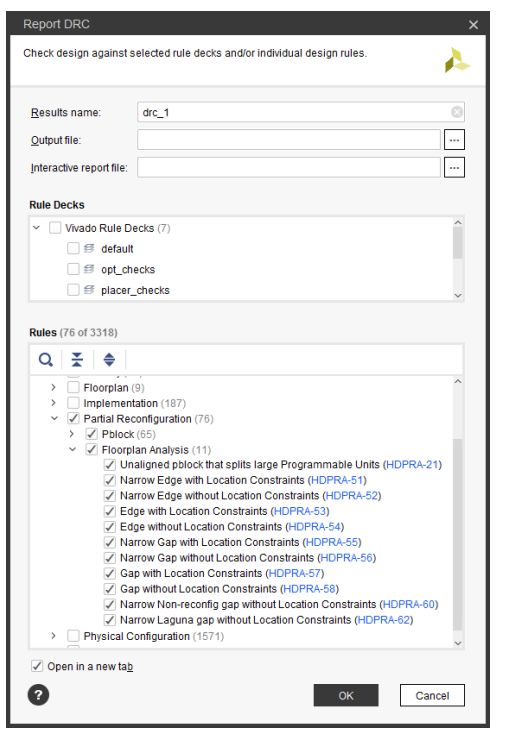 Report DRC
Check design against selected rule decks and/or individual design rules.
Results name: drc_1
Output file: ...
Interactive report file: ...
Rule Decks
Vivado Rule Decks (7)
default
opt_checks
placer_checks
Rules (76 of 3318)
Floorplan (9)
Implementation (187)
Partial Reconfiguration (76)
Pblock (65)
Floorplan Analysis (11)
Unaligned pblock that splits large Programmable Units (HDPRA-21)
Narrow Edge with Location Constraints (HDPRA-51)
Narrow Edge without Location Constraints (HDPRA-52)
Edge with Location Constraints (HDPRA-53)
Edge without Location Constraints (HDPRA-54)
Narrow Gap with Location Constraints (HDPRA-55)
Narrow Gap without Location Constraints (HDPRA-56)
Gap with Location Constraints (HDPRA-57)
Gap without Location Constraints (HDPRA-58)
Narrow Non-reconfig gap without Location Constraints (HDPRA-60)
Narrow Laguna gap without Location Constraints (HDPRA-62)
Physical Configuration (1571)
Open in a new tab
? OK Cancel